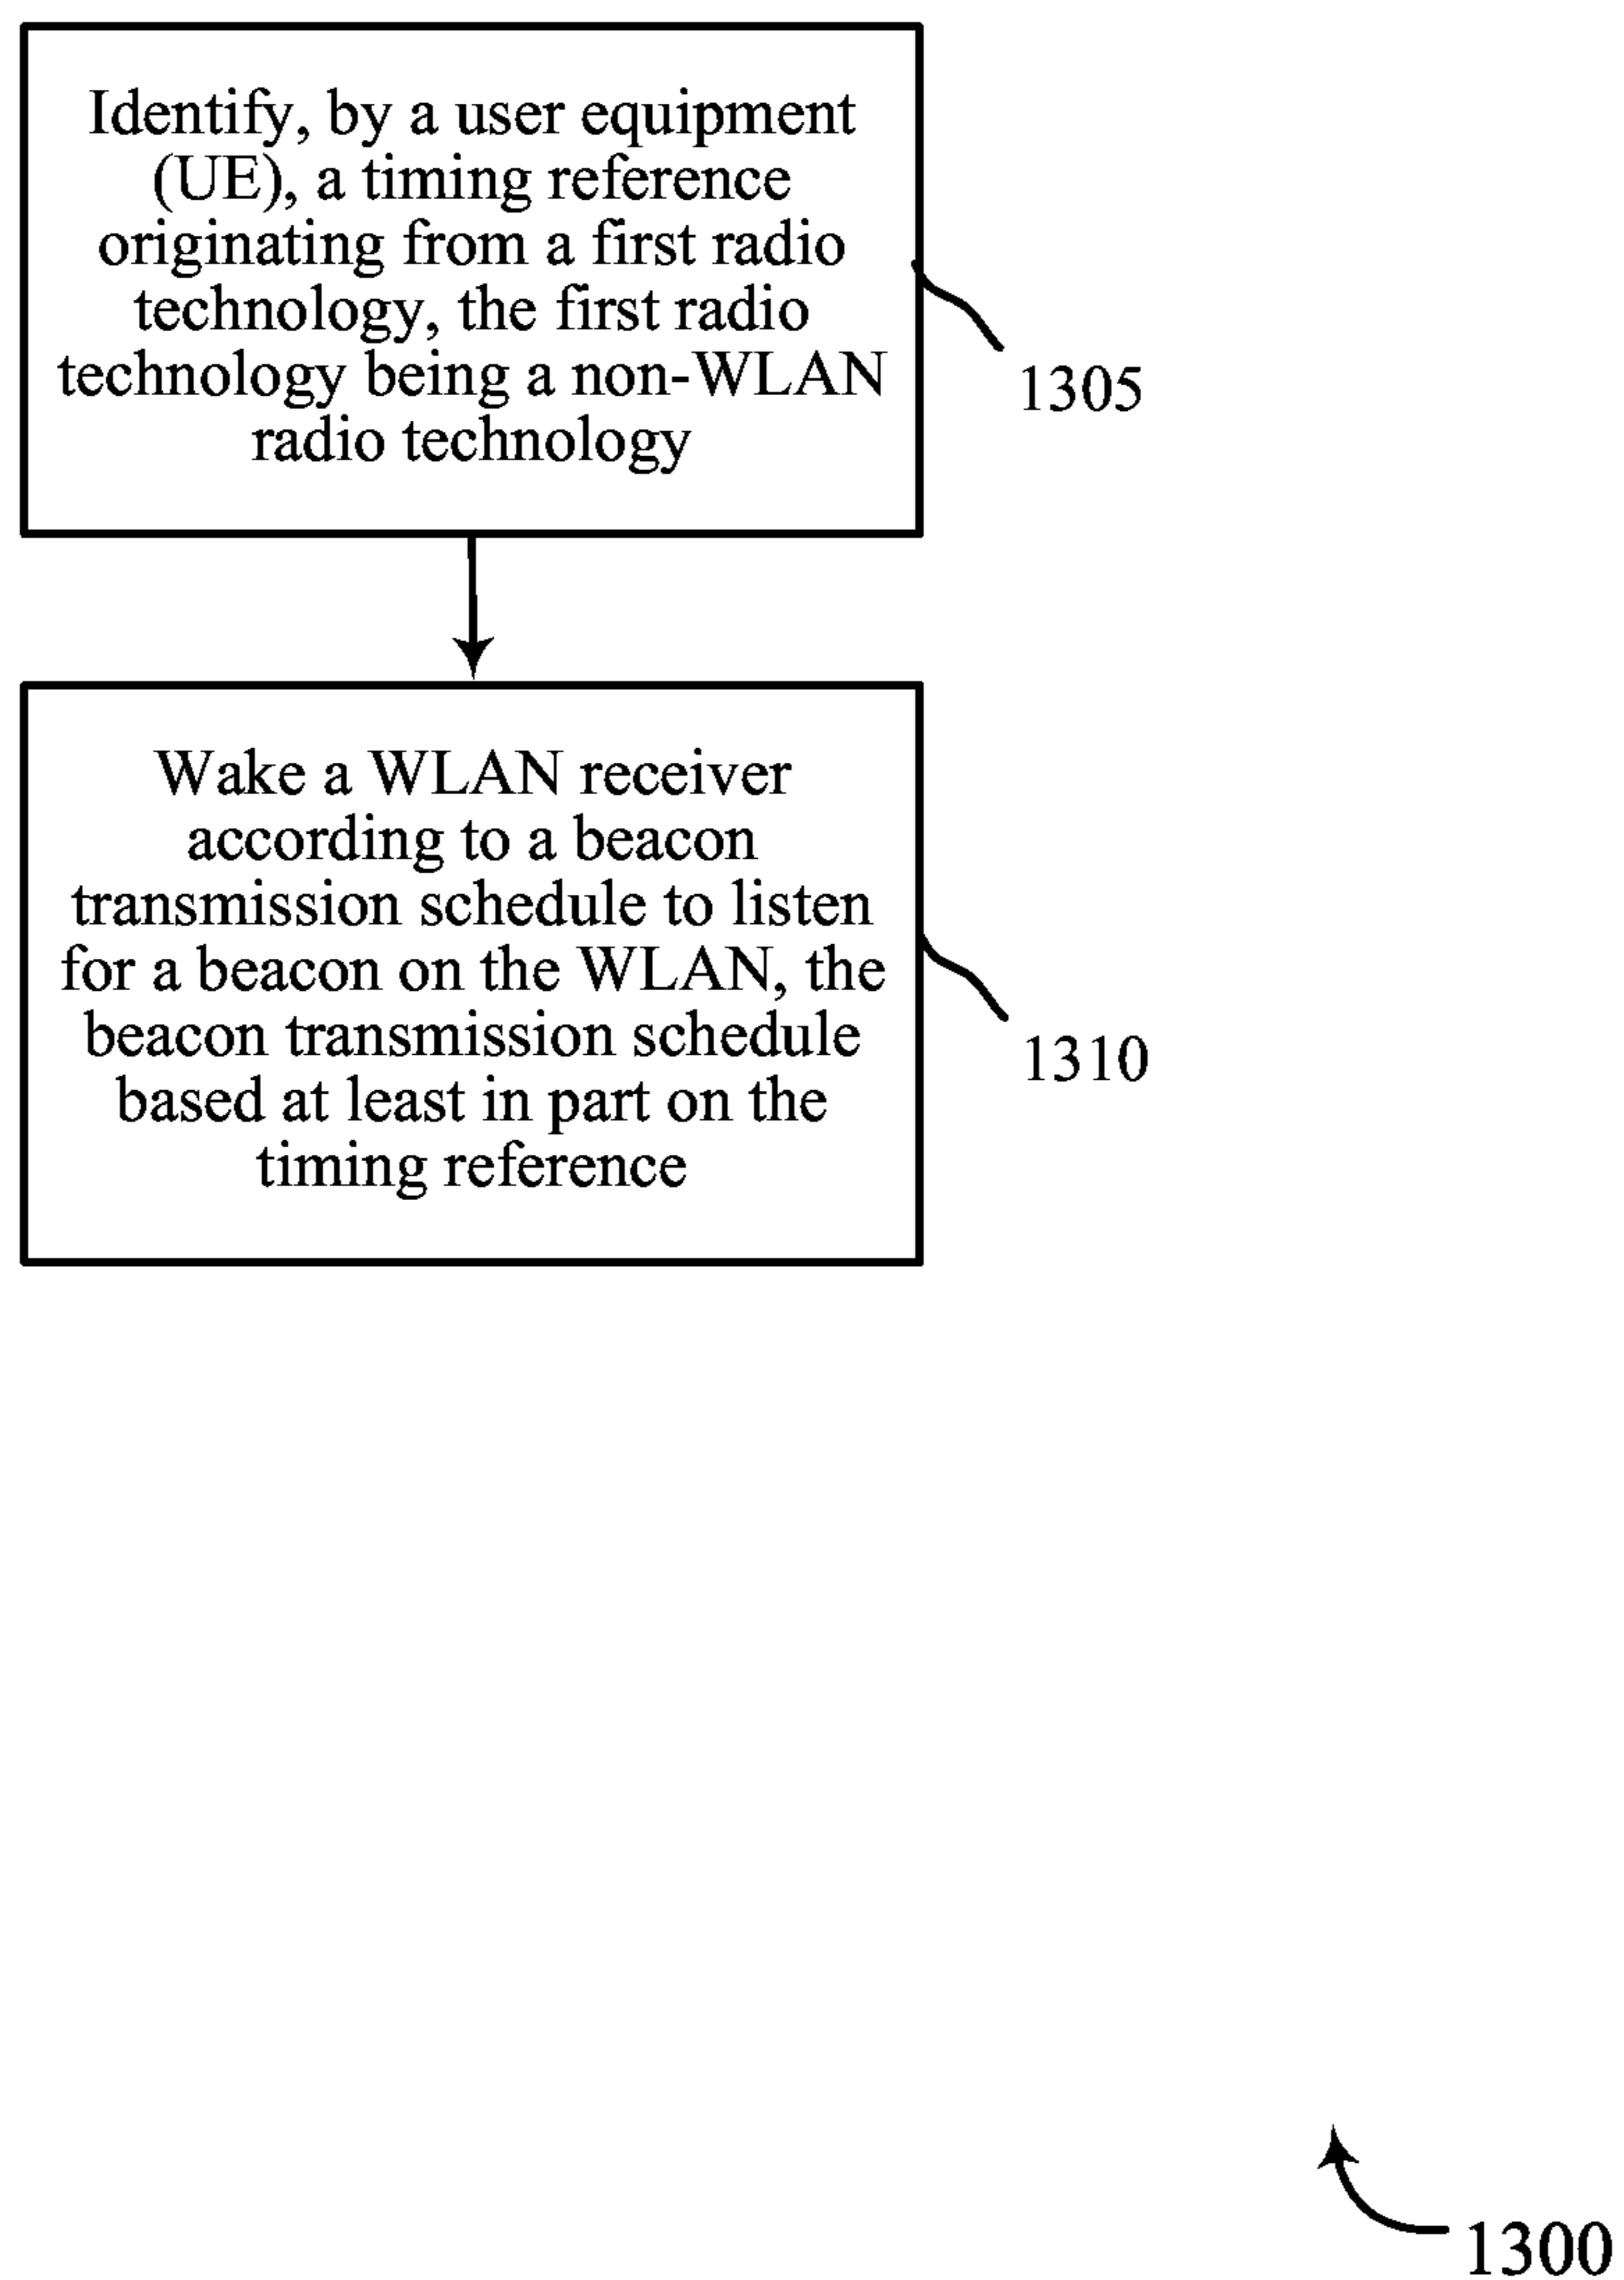 Identify, by a user equipment
(UE), a timing reference
originating from a first radio
technology, the first radio
technology being a non-WLAN
radio technology
1305
Wake a WLAN receiver
according to a beacon
transmission schedule to listen
for a beacon on the WLAN, the
beacon transmission schedule
based at least in part on the
timing reference
1310
1300